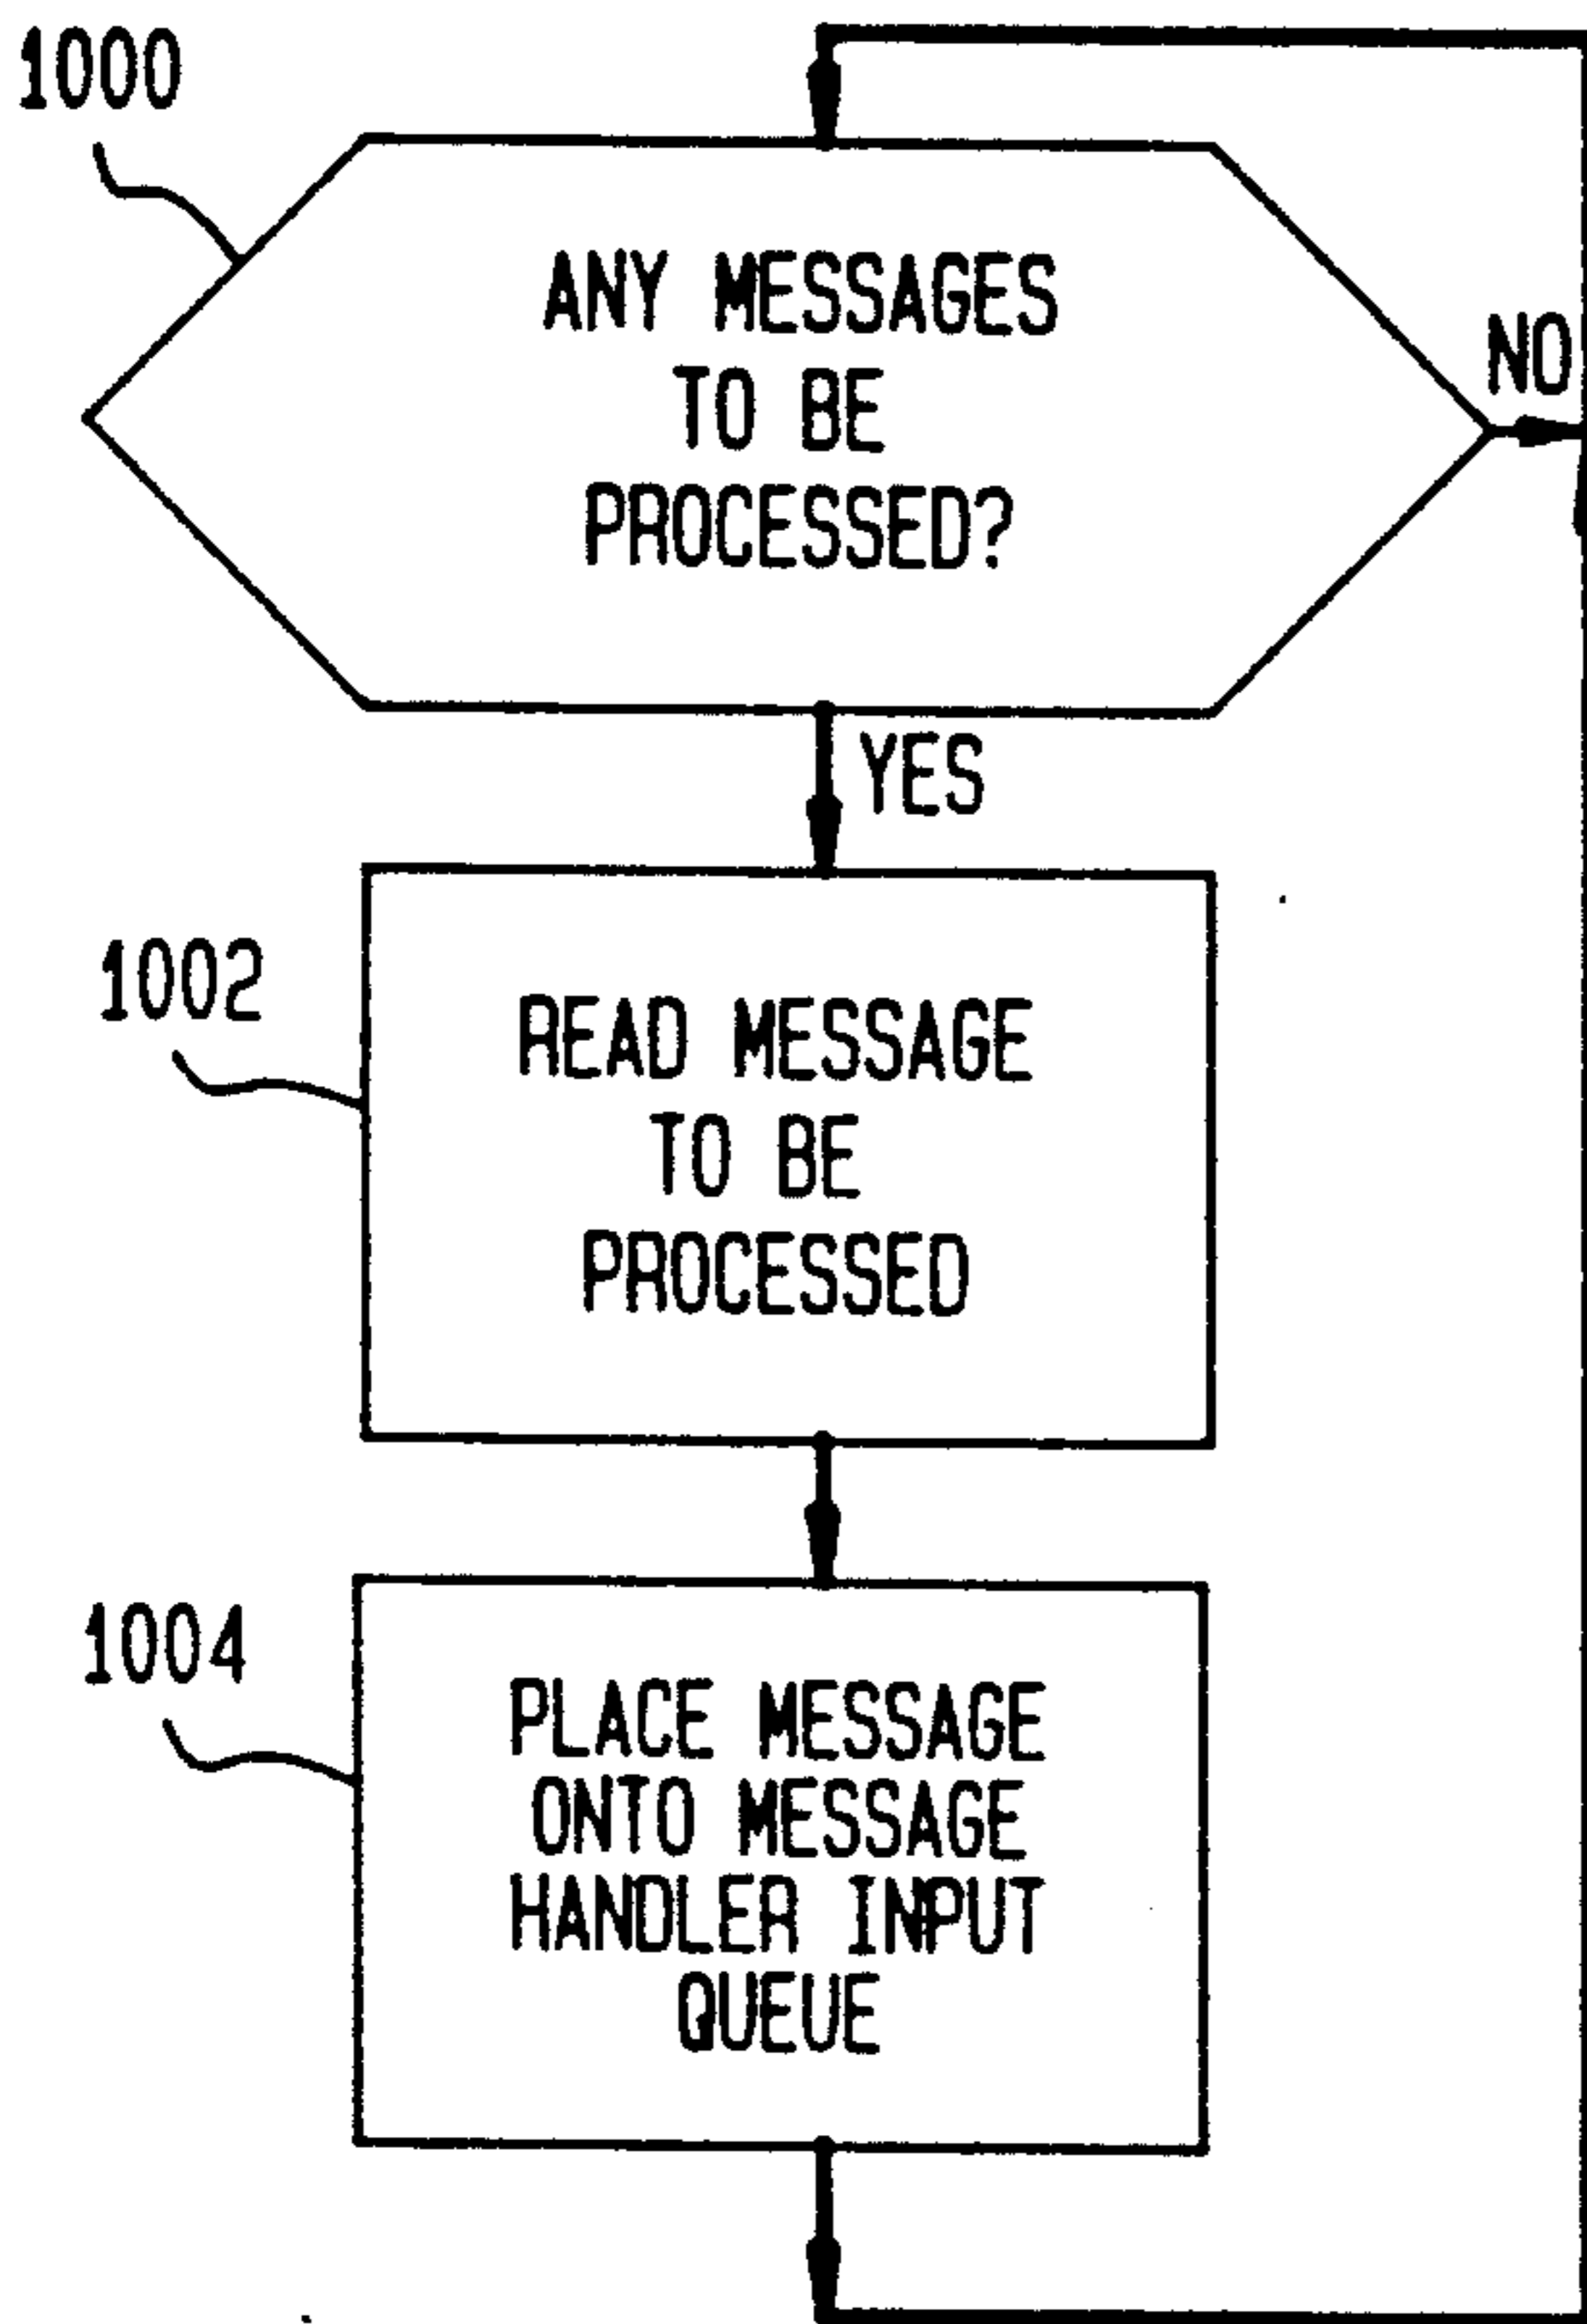 1000
ANY MESSAGES
TO BE
PROCESSED?
NO
YES
1002
READ MESSAGE
TO BE
PROCESSED
1004
PLACE MESSAGE
ONTO MESSAGE
HANDLER INPUT
QUEUE